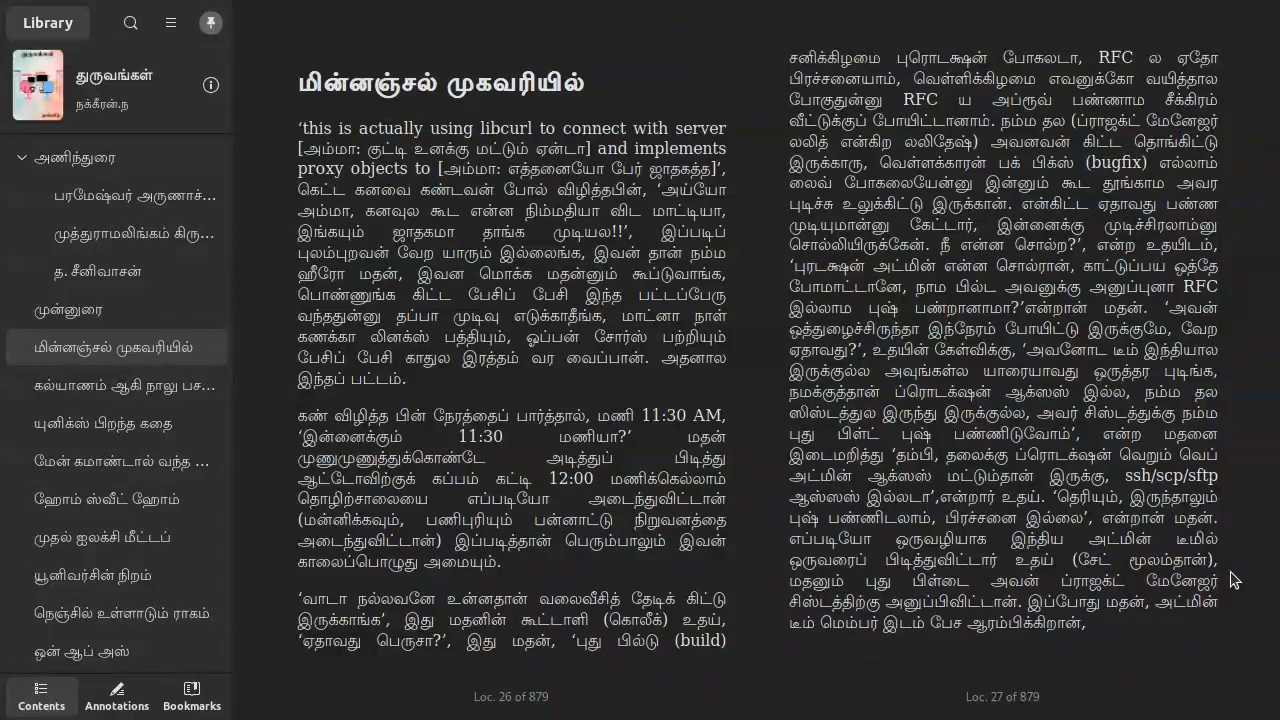 Library
துருவங்கள்
நக்கீரன்.ந
அணிந்துரை
பரமேஷ்வர் அருணாச்...
முத்துராமலிங்கம் கிரு...
த. சீனிவாசன்
முன்னுரை
மின்னஞ்சல் முகவரியில்
கல்யாணம் ஆகி நாலு பச...
யுனிக்ஸ் பிறந்த கதை
மேன் கமாண்டால் வந்த ...
ஹோம் ஸ்வீட் ஹோம்
முதல் ஐலக்சி மீட்டப்
யூனிவர்சின் நிறம்
நெஞ்சில் உள்ளாடும் ராகம்
ஒன் ஆப் அஸ்
Contents
Annotations
Bookmarks
மின்னஞ்சல் முகவரியில்
‘this is actually using libcurl to connect with server
[அம்மா: குட்டி உனக்கு மட்டும் ஏன்டா] and implements
proxy objects to [அம்மா: எத்தனையோ பேர் ஜாதகத்த]’,
கெட்ட கனவை கண்டவன் போல் விழித்தபின், ‘அய்யோ
அம்மா, கனவுல கூட என்ன நிம்மதியா விட மாட்டியா,
இங்கயும் ஜாதகமா தாங்க முடியல!!’, இப்படிப்
புலம்புறவன் வேற யாரும் இல்லைங்க, இவன் தான் நம்ம
ஹீரோ மதன், இவன மொக்க மதன்னும் கூப்டுவாங்க,
பொண்ணுங்க கிட்ட பேசிப் பேசி இந்த பட்டப்பேரு
வந்ததுன்னு தப்பா முடிவு எடுக்காதீங்க, மாட்னா நாள்
கணக்கா லினக்ஸ் பத்தியும், ஓப்பன் சோர்ஸ் பற்றியும்
பேசிப் பேசி காதுல இரத்தம் வர வைப்பான். அதனால
இந்தப் பட்டம்.
கண் விழித்த பின் நேரத்தைப் பார்த்தால், மணி 11:30 AM,
‘இன்னைக்கும் 11:30 மணியா?’ மதன்
முணுமுணுத்துக்கொண்டே அடித்துப் பிடித்து
ஆட்டோவிற்குக் கப்பம் கட்டி 12:00 மணிக்கெல்லாம்
தொழிற்சாலையை எப்படியோ அடைந்துவிட்டான்
(மன்னிக்கவும், பணிபுரியும் பன்னாட்டு நிறுவனத்தை
அடைந்துவிட்டான்) இப்படித்தான் பெரும்பாலும் இவன்
காலைப்பொழுது அமையும்.
‘வாடா நல்லவனே உன்னதான் வலைவீசித் தேடிக் கிட்டு
இருக்காங்க’, இது மதனின் கூட்டாளி (கொலீக்) உதய்,
‘ஏதாவது பெருசா?’, இது மதன், ‘புது பில்டு (build)
Loc. 26 of 879
சனிக்கிழமை புரொடக்ஷன் போகலடா, RFC ல ஏதோ
பிரச்சனையாம், வெள்ளிக்கிழமை எவனுக்கோ வயித்தால
போகுதுன்னு RFC ய அப்ரூவ் பண்ணாம சீக்கிரம்
வீட்டுக்குப் போயிட்டானாம். நம்ம தல (ப்ராஜக்ட் மேனேஜர்
லலித் என்கிற லலிதேஷ்) அவனவன் கிட்ட தொங்கிட்டு
இருக்காரு, வெள்ளக்காரன் பக் பிக்ஸ் (bugfix) எல்லாம்
லைவ் போகலையேன்னு இன்னும் கூட தூங்காம அவர
புடிச்சு உலுக்கிட்டு இருக்கான். என்கிட்ட ஏதாவது பண்ண
முடியுமான்னு கேட்டார், இன்னைக்கு முடிச்சிரலாம்னு
சொல்லியிருக்கேன். நீ என்ன சொல்ற?’, என்ற உதயிடம்,
‘புரடக்ஷன் அட்மின் என்ன சொல்ரான், காட்டுப்பய ஒத்தே
போமாட்டானே, நாம பில்ட அவனுக்கு அனுப்புனா RFC
இல்லாம புஷ் பண்றானாமா?’என்றான் மதன். ‘அவன்
ஒத்துழைச்சிருந்தா இந்நேரம் போயிட்டு இருக்குமே, வேற
ஏதாவது?’, உதயின் கேள்விக்கு, ‘அவனோட டீம் இந்தியால
இருக்குல்ல அவுங்கள்ல யாரையாவது ஒருத்தர புடிங்க,
நமக்குத்தான் ப்ரொடக்‌ஷன் ஆக்ஸஸ் இல்ல, நம்ம தல
ஸிஸ்டத்துல இருந்து இருக்குல்ல, அவர் சிஸ்டத்துக்கு நம்ம
புது பிள்ட் புஷ் பண்ணிடுவோம்’, என்ற மதனை
இடைமறித்து ‘தம்பி, தலைக்கு ப்ரொடக்‌ஷன் வெறும் வெப்
அட்மின் ஆக்ஸஸ் மட்டும்தான் இருக்கு, ssh/scp/sftp
ஆஸ்ஸஸ் இல்லடா’,என்றார் உதய். ‘தெரியும், இருந்தாலும்
புஷ் பண்ணிடலாம், பிரச்சனை இல்லை’, என்றான் மதன்.
எப்படியோ ஒருவழியாக இந்திய அட்மின் டீமில்
ஒருவரைப் பிடித்துவிட்டார் உதய் (சேட் மூலம்தான்),
மதனும் புது பிள்டை அவன் ப்ராஜக்ட் மேனேஜர்
சிஸ்டத்திற்கு அனுப்பிவிட்டான். இப்போது மதன், அட்மின்
டீம் மெம்பர் இடம் பேச ஆரம்பிக்கிறான்,
Loc. 27 of 879